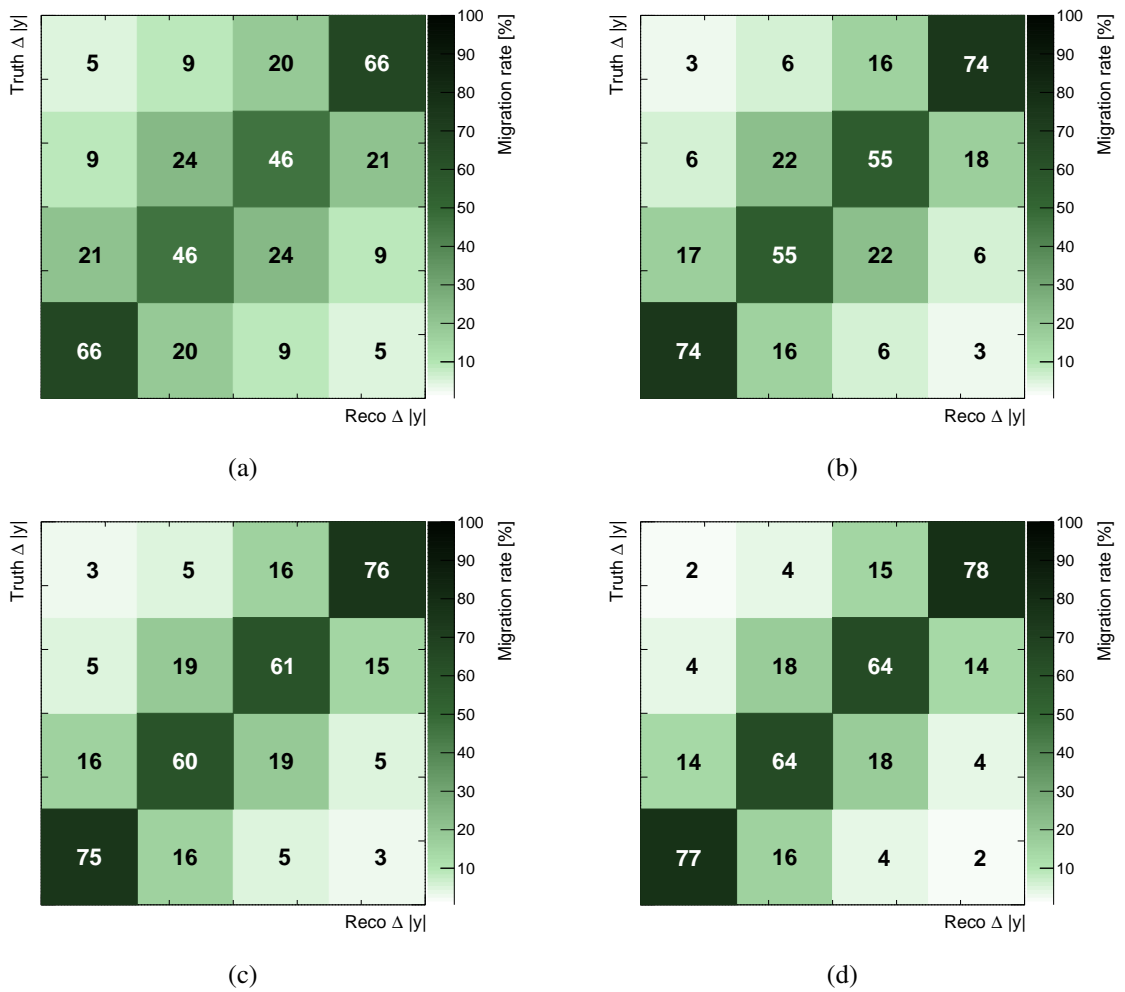 Truth Δ |y|
5 9 20 66
9 24 46 21
21 46 24 9
66 20 9 5
Reco Δ |y|
100
90
80
70
60
50
40
30
20
10
Migration rate [%]
(a)
Truth Δ |y|
3 6 16 74
6 22 55 18
17 55 22 6
74 16 6 3
Reco Δ |y|
100
90
80
70
60
50
40
30
20
10
Migration rate [%]
(b)
Truth Δ |y|
3 5 16 76
5 19 61 15
16 60 19 5
75 16 5 3
Reco Δ |y|
100
90
80
70
60
50
40
30
20
10
Migration rate [%]
(c)
Truth Δ |y|
2 4 15 78
4 18 64 14
14 64 18 4
77 16 4 2
Reco Δ |y|
100
90
80
70
60
50
40
30
20
10
Migration rate [%]
(d)